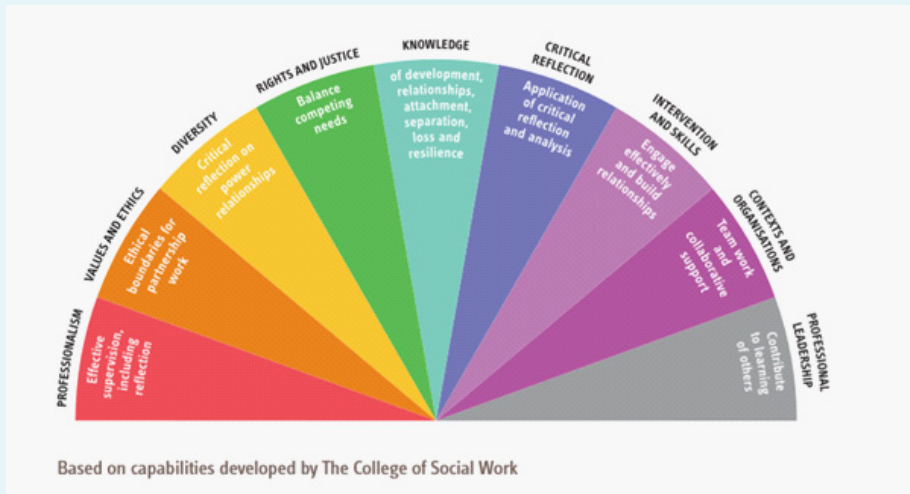 PROFESSIONALISM
Effective
supervision,
including
reflection
VALUES AND ETHICS
Ethical
boundaries for
partnership
work
DIVERSITY
Critical
reflection on
power
relationships
RIGHTS AND JUSTICE
Balance
competing
needs
KNOWLEDGE
of development,
relationships,
attachment,
separation,
loss and
resilience
CRITICAL
REFLECTION
Application
of critical
reflection
and analysis
INTERVENTION
AND SKILLS
Engage
effectively
and build
relationships
CONTEXTS AND
ORGANISATIONS
Team work
and
collaborative
support
PROFESSIONAL
LEADERSHIP
Contribute
to learning
of others
Based on capabilities developed by The College of Social Work